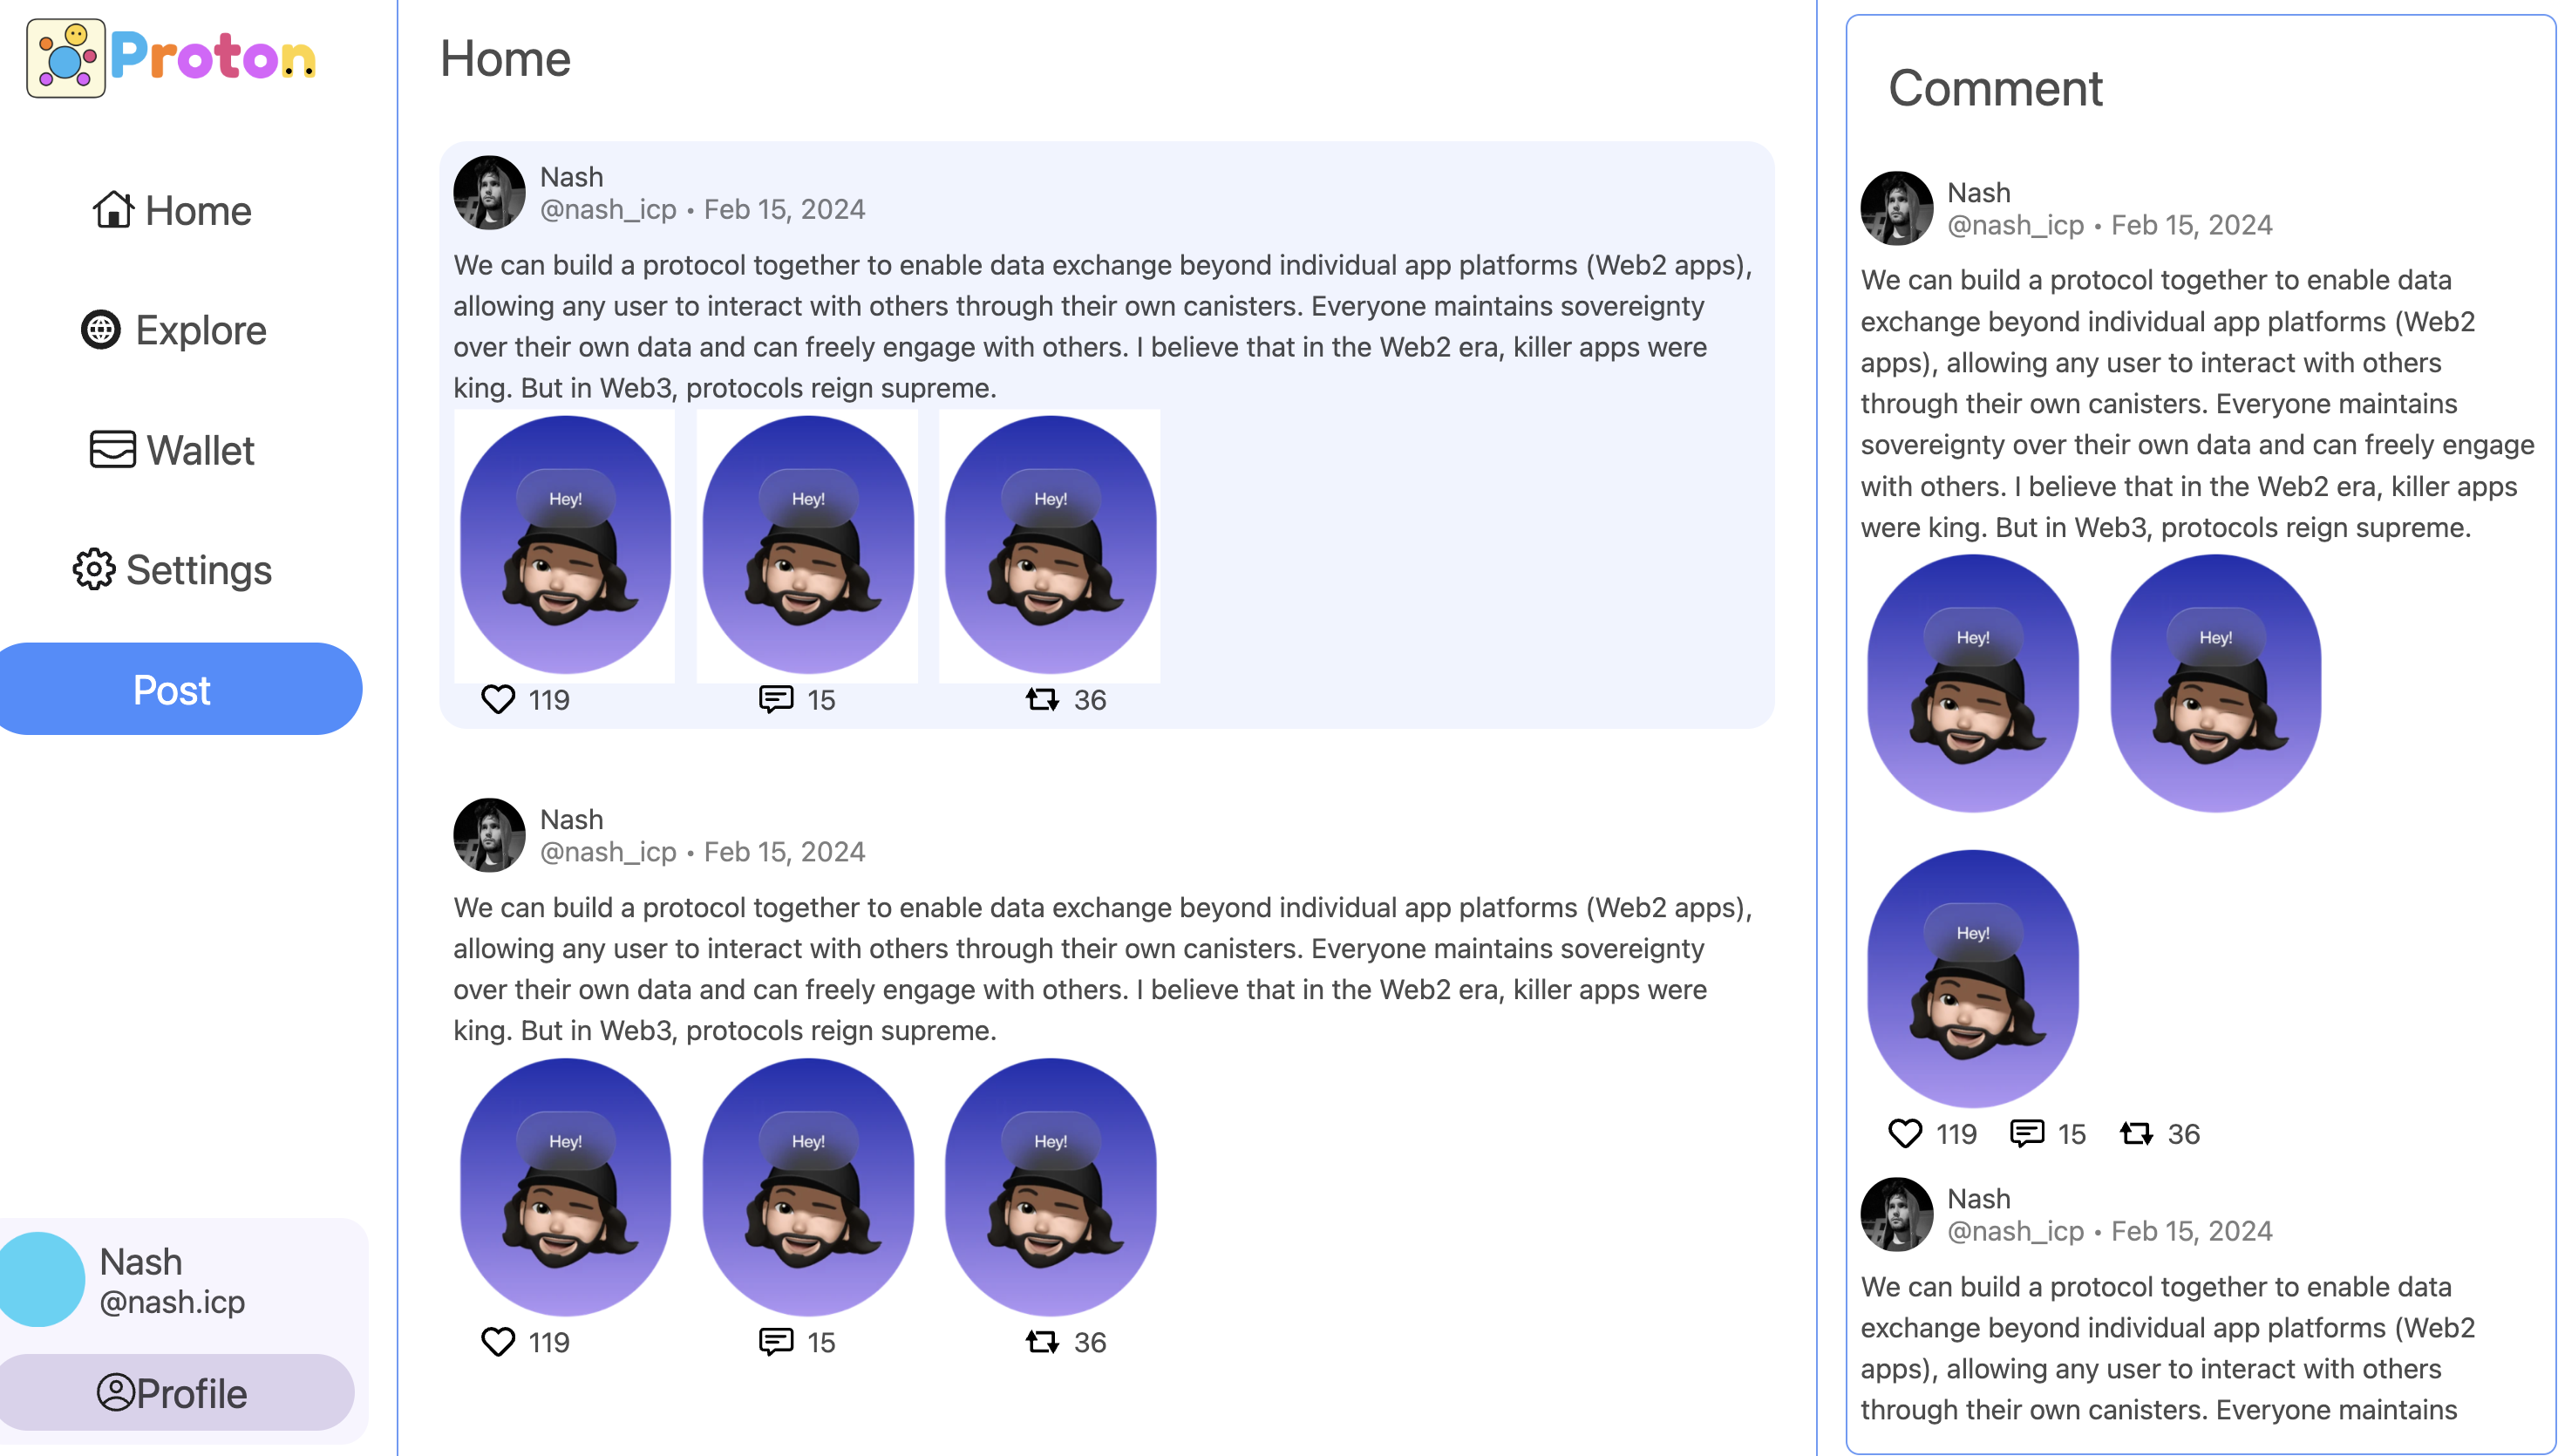 Proton
Home
Explore
Wallet
Settings
Post
Nash
@nash.icp
Profile
Home
Nash
@nash_icp • Feb 15, 2024
We can build a protocol together to enable data exchange beyond individual app platforms (Web2 apps),
allowing any user to interact with others through their own canisters. Everyone maintains sovereignty
over their own data and can freely engage with others. I believe that in the Web2 era, killer apps were
king. But in Web3, protocols reign supreme.
Hey! Hey! Hey!
119 15 36
Nash
@nash_icp • Feb 15, 2024
We can build a protocol together to enable data exchange beyond individual app platforms (Web2 apps),
allowing any user to interact with others through their own canisters. Everyone maintains sovereignty
over their own data and can freely engage with others. I believe that in the Web2 era, killer apps were
king. But in Web3, protocols reign supreme.
Hey! Hey! Hey!
119 15 36
Comment
Nash
@nash_icp • Feb 15, 2024
We can build a protocol together to enable data
exchange beyond individual app platforms (Web2
apps), allowing any user to interact with others
through their own canisters. Everyone maintains
sovereignty over their own data and can freely engage
with others. I believe that in the Web2 era, killer apps
were king. But in Web3, protocols reign supreme.
Hey! Hey!
Hey!
119 15 36
Nash
@nash_icp • Feb 15, 2024
We can build a protocol together to enable data
exchange beyond individual app platforms (Web2
apps), allowing any user to interact with others
through their own canisters. Everyone maintains